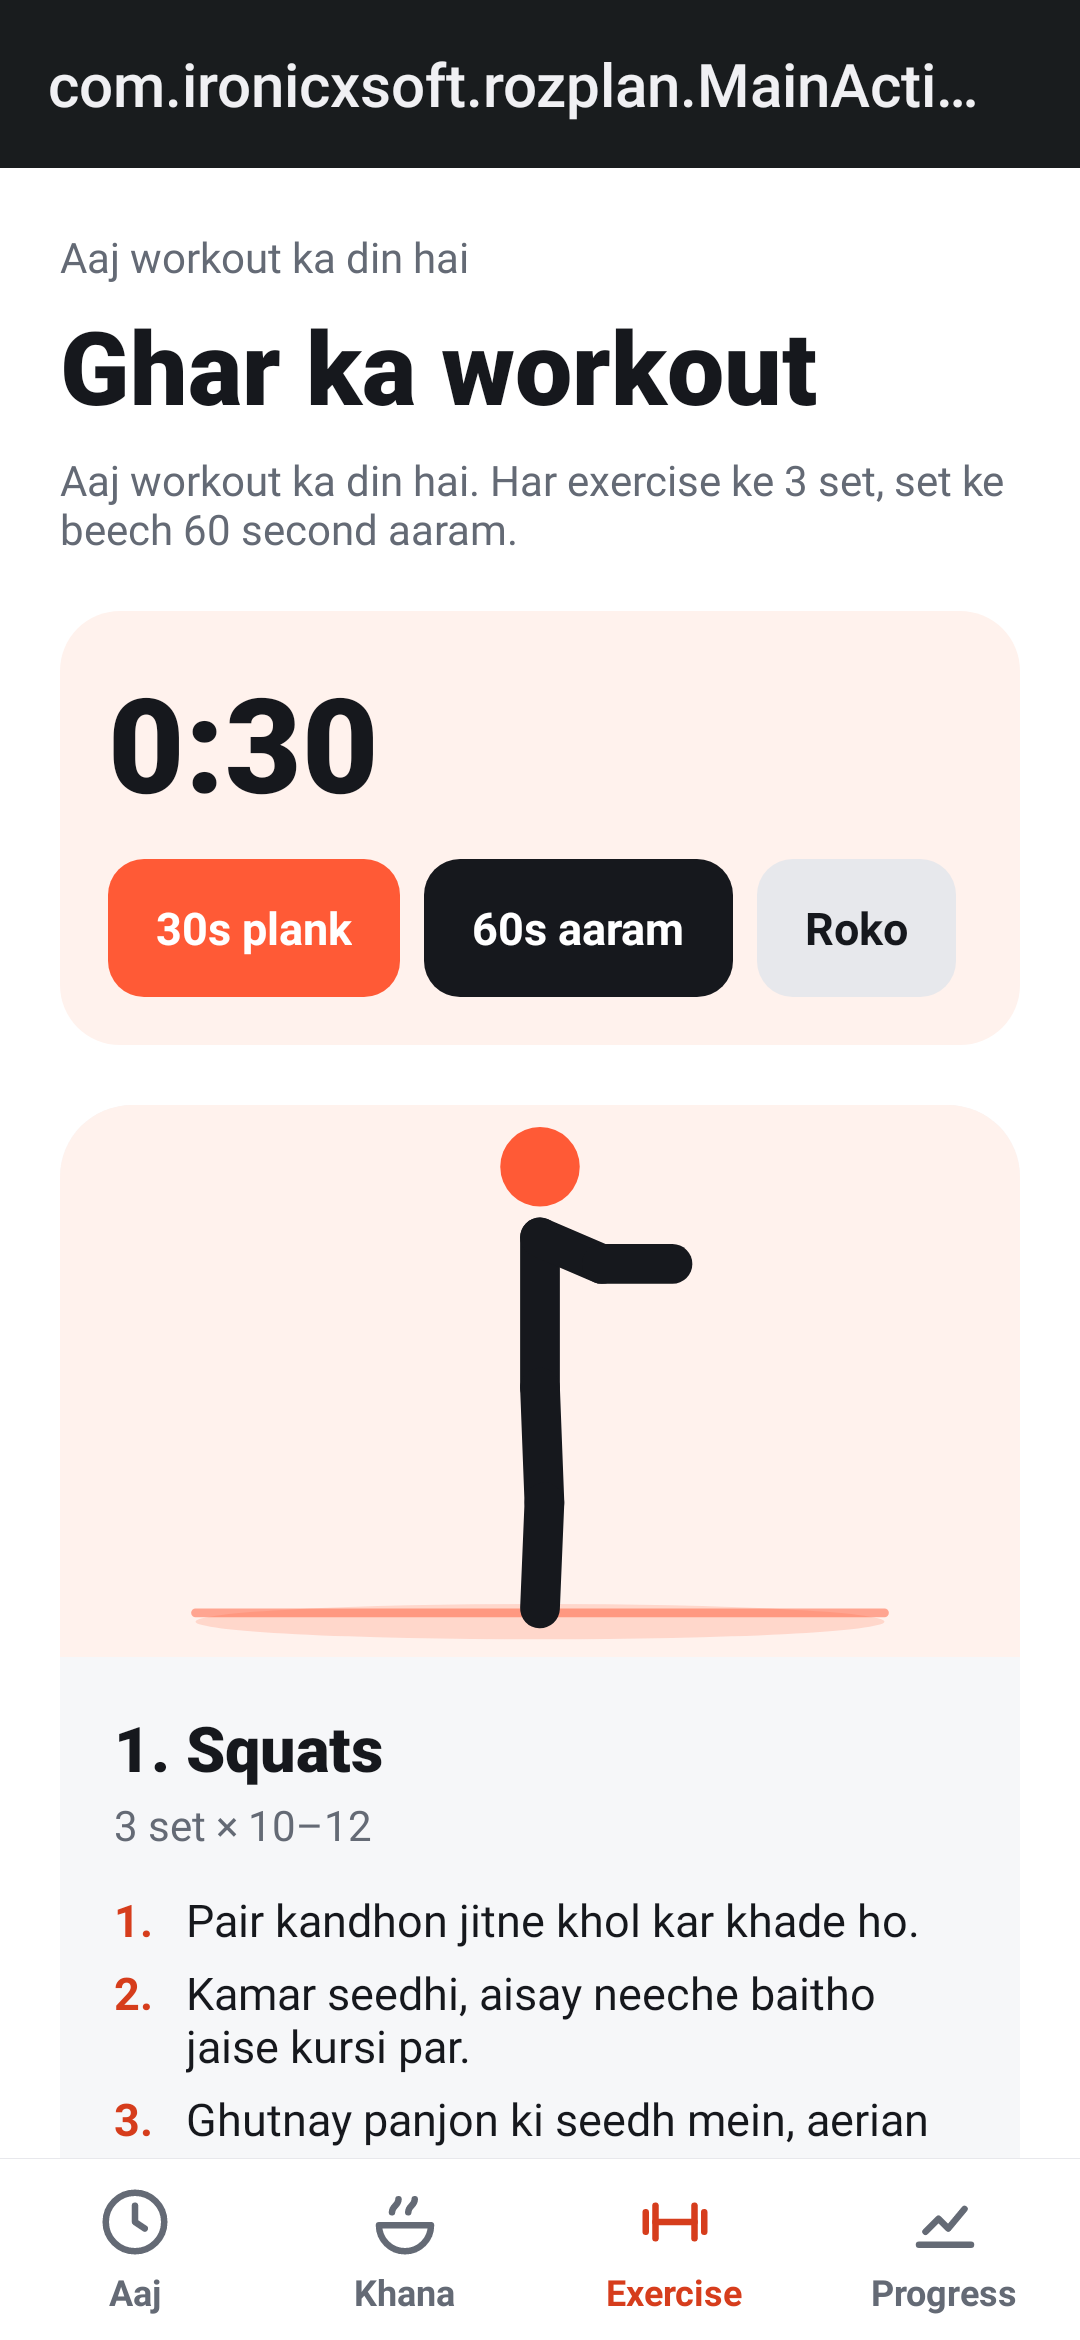 com.ironicxsoft.rozplan.MainActi...
Aaj workout ka din hai
Ghar ka workout
Aaj workout ka din hai. Har exercise ke 3 set, set ke
beech 60 second aaram.
0:30
30s plank
60s aaram
Roko
1. Squats
3 set × 10–12
1. Pair kandhon jitne khol kar khade ho.
2. Kamar seedhi, aisay neeche baitho
jaise kursi par.
3. Ghutnay panjon ki seedh mein, aerian
Aaj
Khana
Exercise
Progress